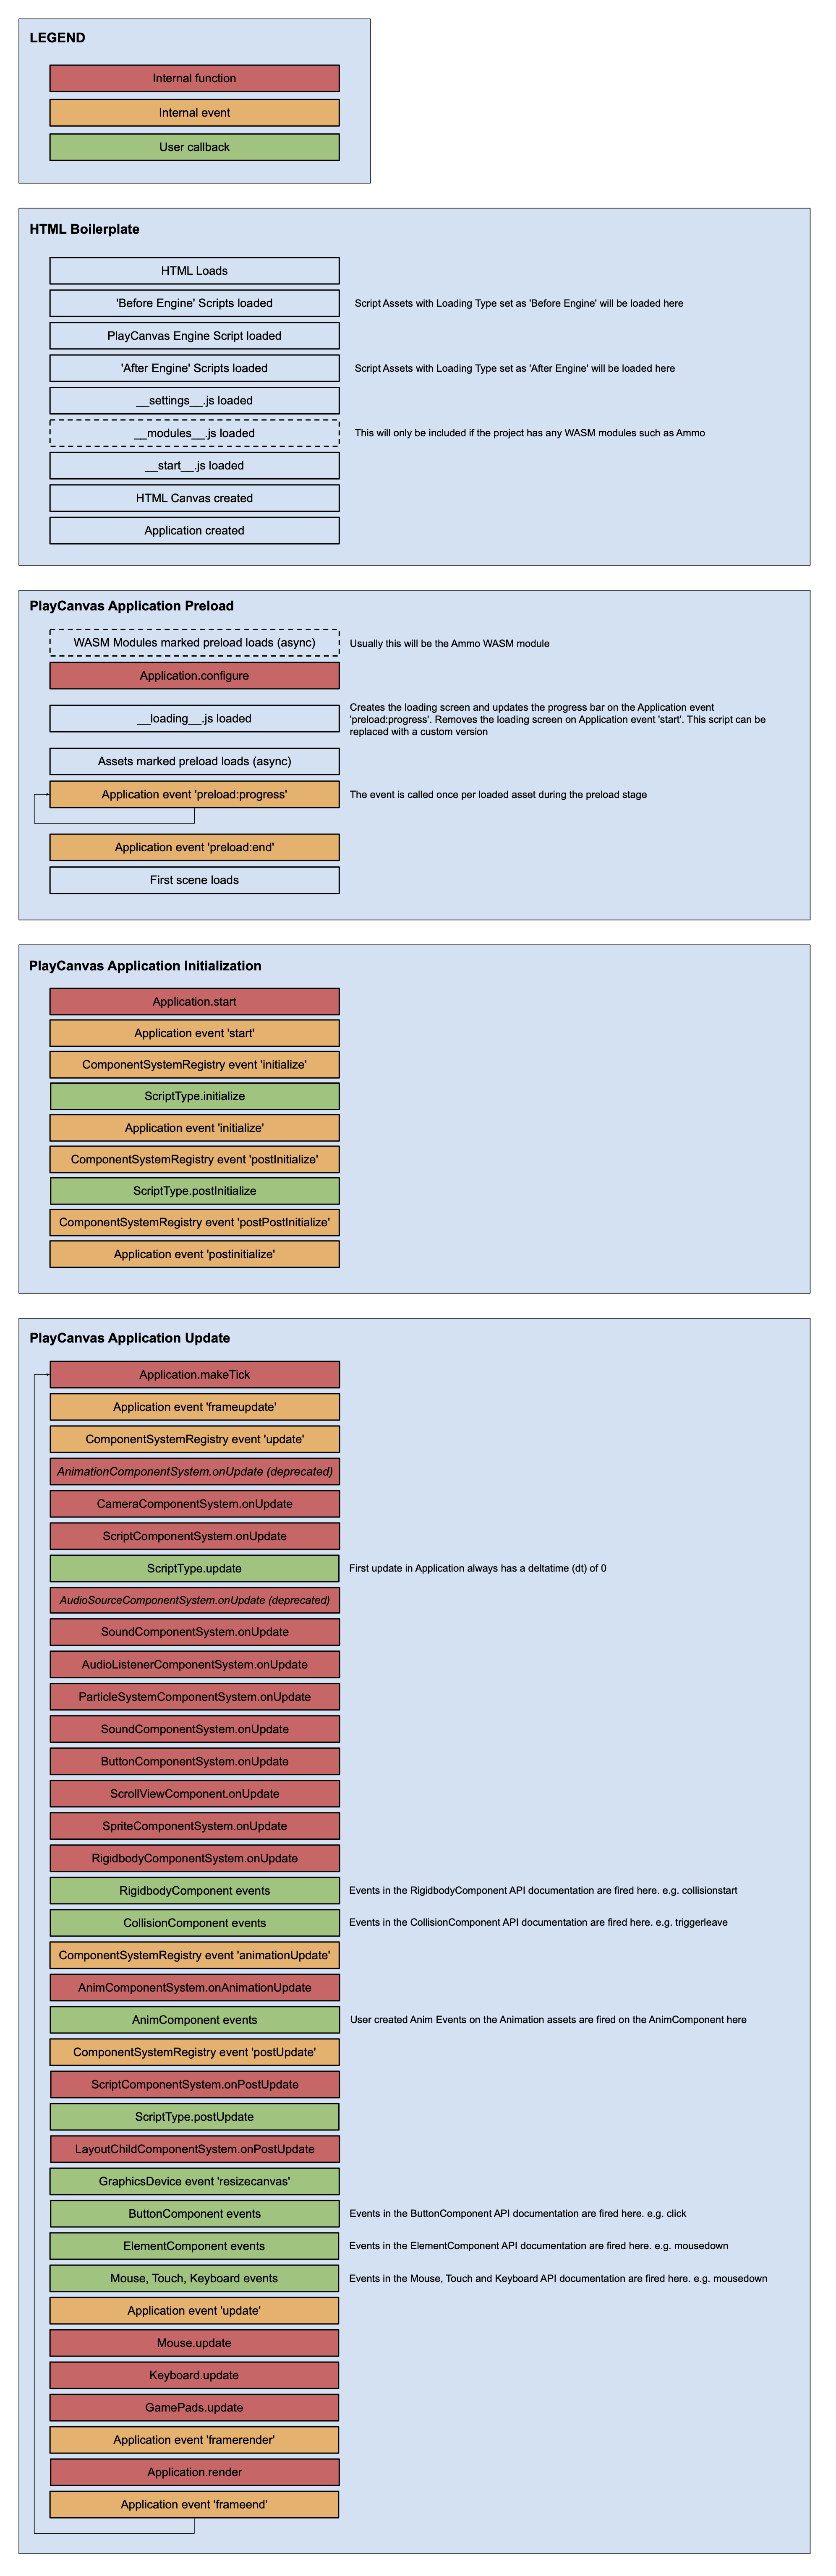 LEGEND
Internal function
Internal event
User callback
HTML Boilerplate
HTML Loads
'Before Engine' Scripts loaded
Script Assets with Loading Type set as 'Before Engine' will be loaded here
PlayCanvas Engine Script loaded
'After Engine' Scripts loaded
Script Assets with Loading Type set as 'After Engine' will be loaded here
__settings__.js loaded
__modules__.js loaded
This will only be included if the project has any WASM modules such as Ammo
__start__.js loaded
HTML Canvas created
Application created
PlayCanvas Application Preload
WASM Modules marked preload loads (async)
Usually this will be the Ammo WASM module
Application.configure
__loading__.js loaded
Creates the loading screen and updates the progress bar on the Application event
'preload:progress'. Removes the loading screen on Application event 'start'. This script can be
replaced with a custom version
Assets marked preload loads (async)
Application event 'preload:progress'
The event is called once per loaded asset during the preload stage
Application event 'preload:end'
First scene loads
PlayCanvas Application Initialization
Application.start
Application event 'start'
ComponentSystemRegistry event 'initialize'
ScriptType.initialize
Application event 'initialize'
ComponentSystemRegistry event 'postInitialize'
ScriptType.postInitialize
ComponentSystemRegistry event 'postPostInitialize'
Application event 'postinitialize'
PlayCanvas Application Update
Application.makeTick
Application event 'frameupdate'
ComponentSystemRegistry event 'update'
AnimationComponentSystem.onUpdate (deprecated)
CameraComponentSystem.onUpdate
ScriptComponentSystem.onUpdate
ScriptType.update
First update in Application always has a deltatime (dt) of 0
AudioSourceComponentSystem.onUpdate (deprecated)
SoundComponentSystem.onUpdate
AudioListenerComponentSystem.onUpdate
ParticleSystemComponentSystem.onUpdate
SoundComponentSystem.onUpdate
ButtonComponentSystem.onUpdate
ScrollViewComponent.onUpdate
SpriteComponentSystem.onUpdate
RigidbodyComponentSystem.onUpdate
RigidbodyComponent events
Events in the RigidbodyComponent API documentation are fired here. e.g. collisionstart
CollisionComponent events
Events in the CollisionComponent API documentation are fired here. e.g. triggerleave
ComponentSystemRegistry event 'animationUpdate'
AnimComponentSystem.onAnimationUpdate
AnimComponent events
User created Anim Events on the Animation assets are fired on the AnimComponent here
ComponentSystemRegistry event 'postUpdate'
ScriptComponentSystem.onPostUpdate
ScriptType.postUpdate
LayoutChildComponentSystem.onPostUpdate
GraphicsDevice event 'resizecanvas'
ButtonComponent events
Events in the ButtonComponent API documentation are fired here. e.g. click
ElementComponent events
Events in the ElementComponent API documentation are fired here. e.g. mousedown
Mouse, Touch, Keyboard events
Events in the Mouse, Touch and Keyboard API documentation are fired here. e.g. mousedown
Application event 'update'
Mouse.update
Keyboard.update
GamePads.update
Application event 'framerender'
Application.render
Application event 'frameend'